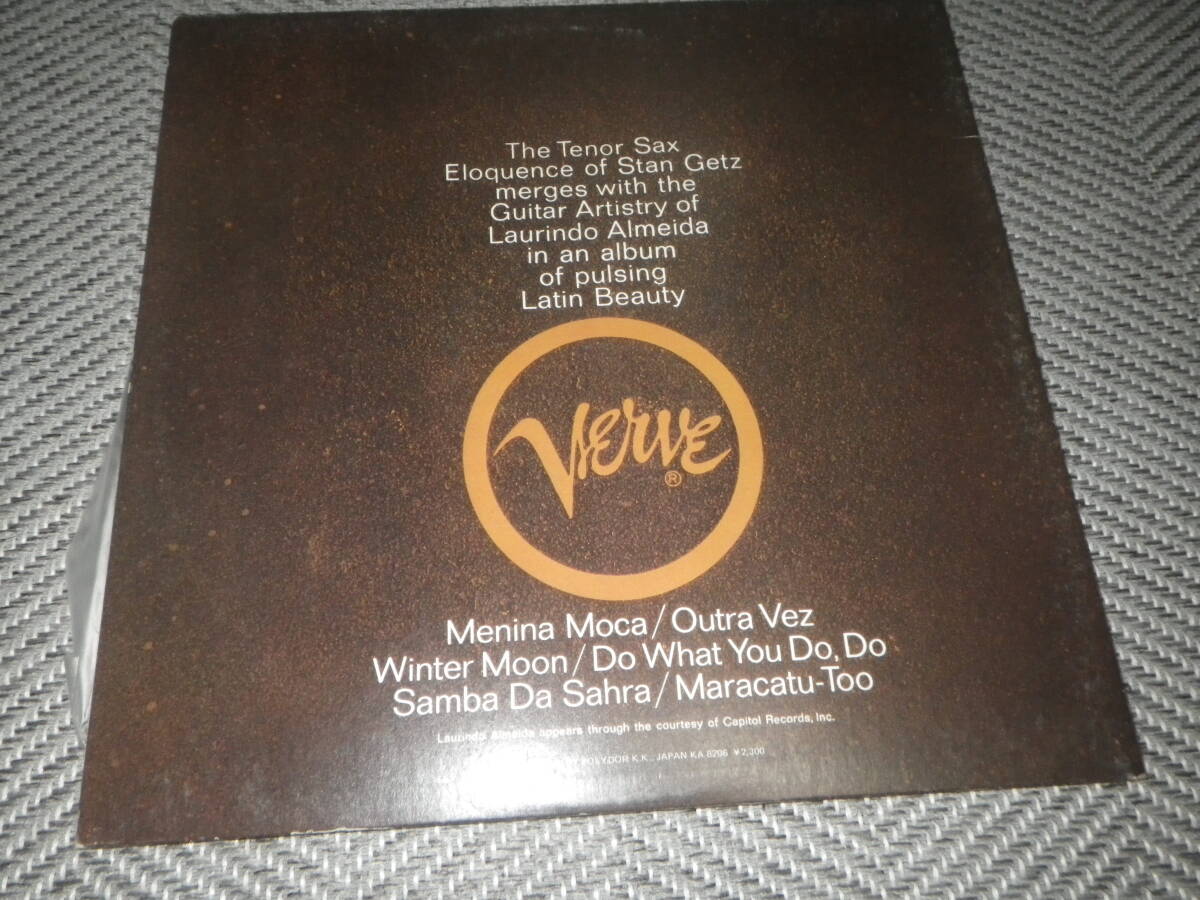 The Tenor Sax
Eloquence of Stan Getz
merges with the
Guitar Artistry of
Laurindo Almeida
in an album
of pulsing
Latin Beauty
Verve
®
Menina Moca/Outra Vez
Winter Moon/Do What You Do, Do
Samba Da Sahra/Maracatu-Too
Laurindo Almeida appears through the courtesy of Capitol Records, Inc.
POLYDOR K.K., JAPAN KA 8206 ¥2,300